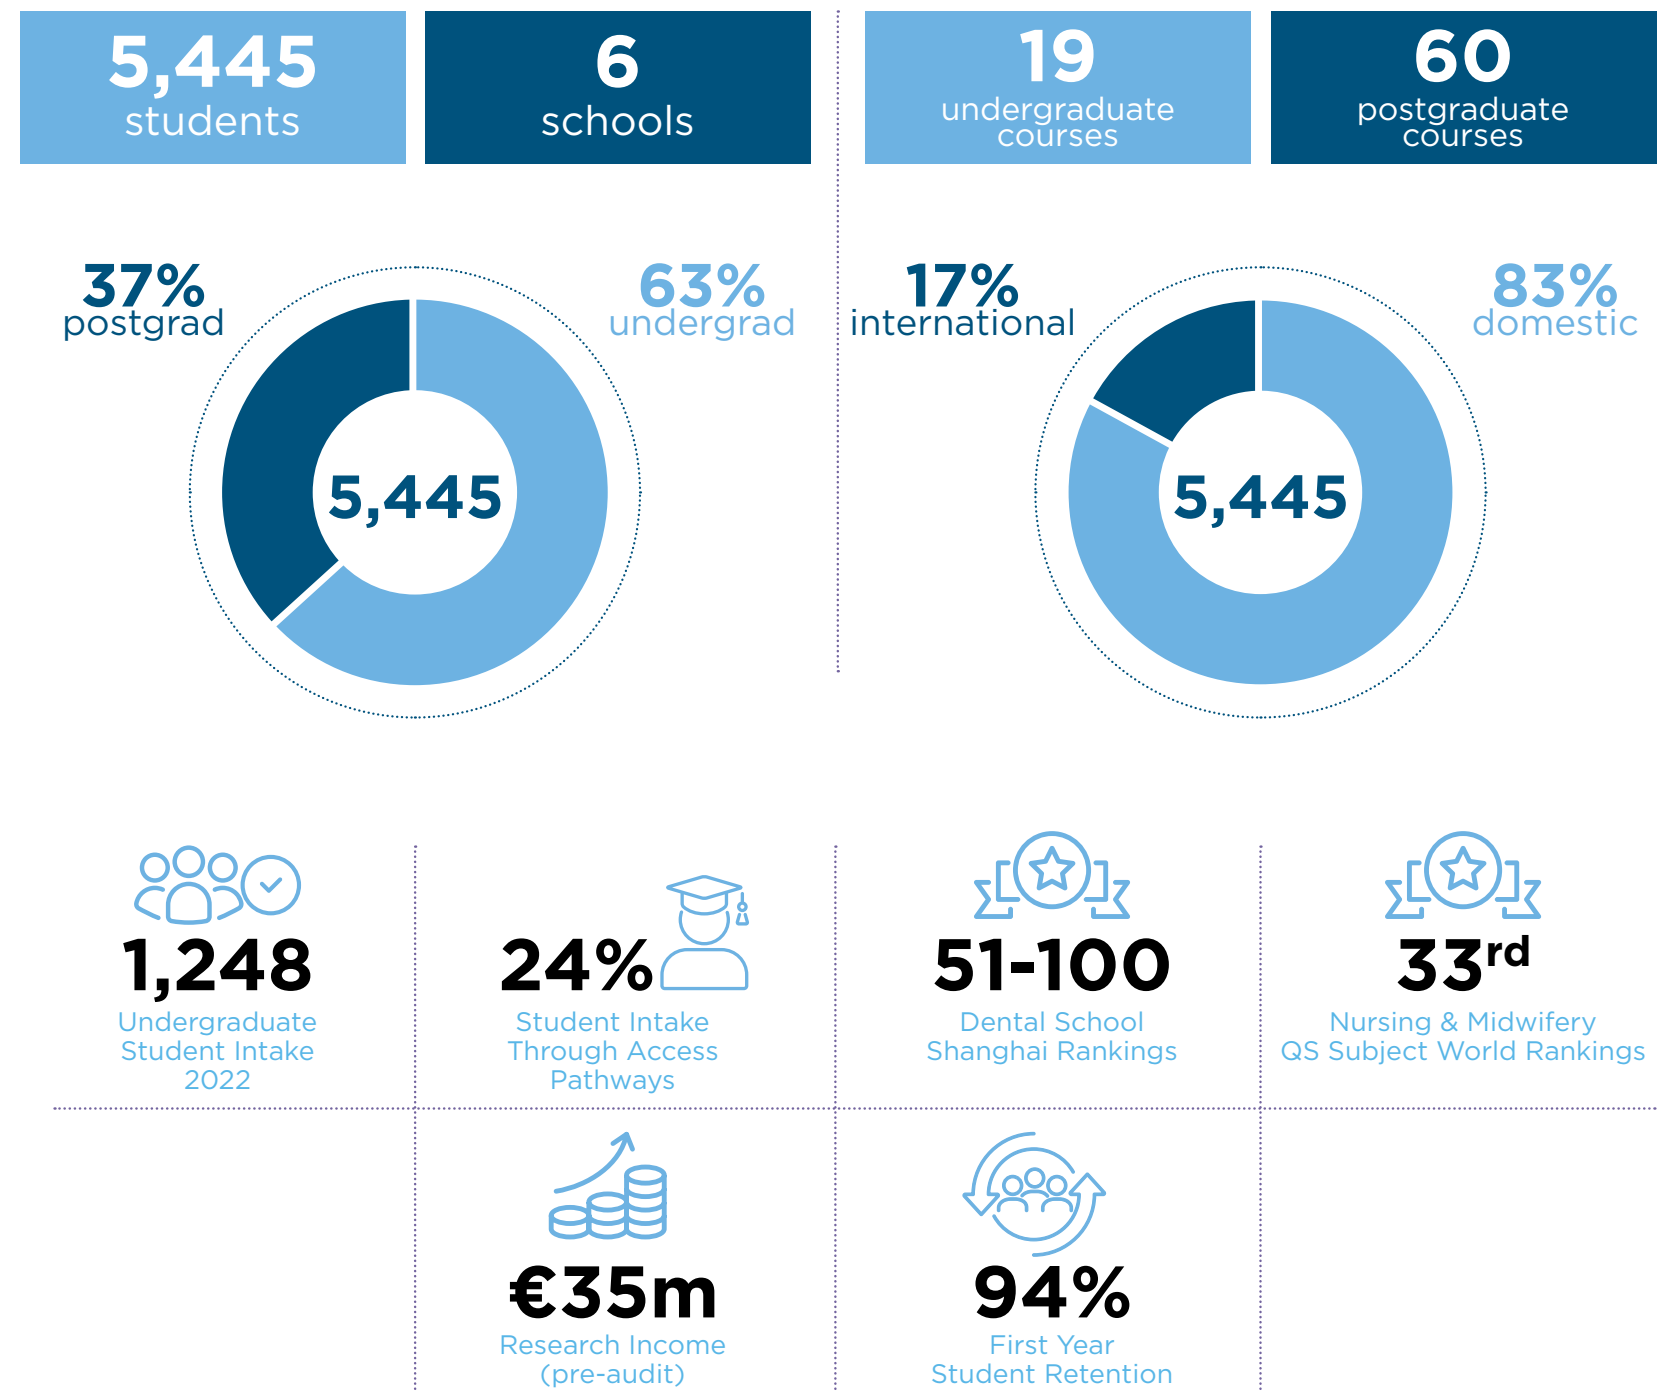 5,445
students
6
schools
19
undergraduate
courses
60
postgraduate
courses
37%
postgrad
63%
undergrad
5,445
17%
international
83%
domestic
5,445
1,248
Undergraduate
Student Intake
2022
24%
Student Intake
Through Access
Pathways
51-100
Dental School
Shanghai Rankings
33rd
Nursing & Midwifery
QS Subject World Rankings
€35m
Research Income
(pre-audit)
94%
First Year
Student Retention